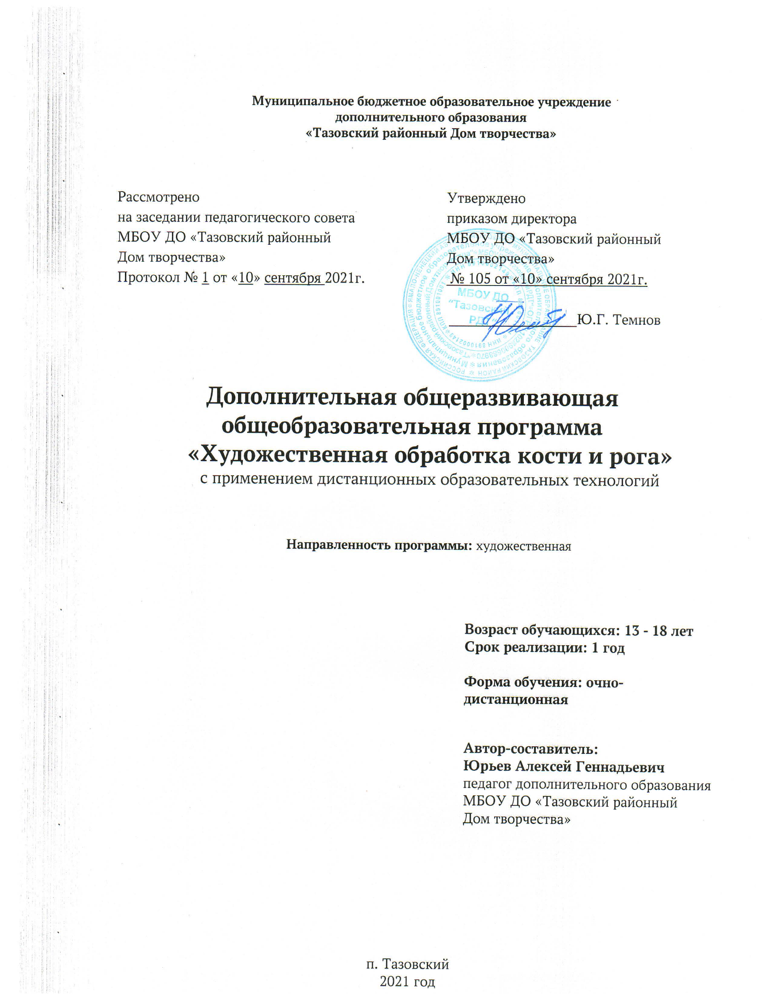 Муниципальное бюджетное образовательное учреждение
дополнительного образования
«Тазовский районный Дом творчества»
Рассмотрено
на заседании педагогического совета
МБОУ ДО «Тазовский районный
Дом творчества»
Протокол № 1 от «10» сентября 2021г.
Утверждено
приказом директора
МБОУ ДО «Тазовский районный
Дом творчества»
№ 105 от «10» сентября 2021г.
Ю.Г. Темнов
МБОУ ДО
"Тазовский
РДТ"
Дополнительная общеразвивающая
общеобразовательная программа
«Художественная обработка кости и рога»
с применением дистанционных образовательных технологий
Направленность программы: художественная
Возраст обучающихся: 13 - 18 лет
Срок реализации: 1 год
Форма обучения: очно-
дистанционная
Автор-составитель:
Юрьев Алексей Геннадьевич
педагог дополнительного образования
МБОУ ДО «Тазовский районный
Дом творчества»
п. Тазовский
2021 год